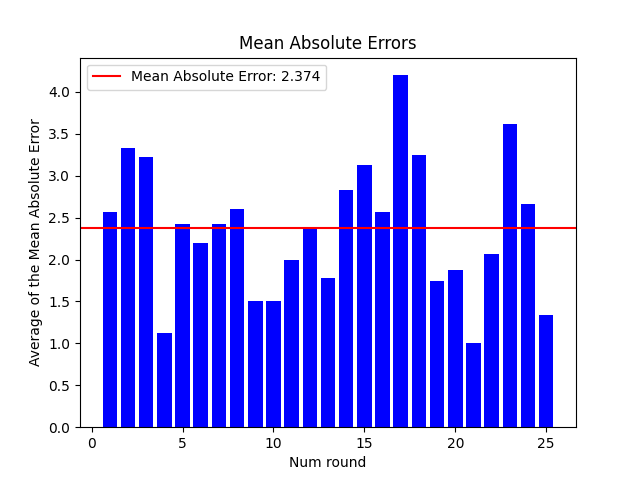 Mean Absolute Errors
Mean Absolute Error: 2.374
4.0
3.5
3.0
2.5
2.0
1.5
1.0
0.5
0.0
Average of the Mean Absolute Error
0 5 10 15 20 25
Num round